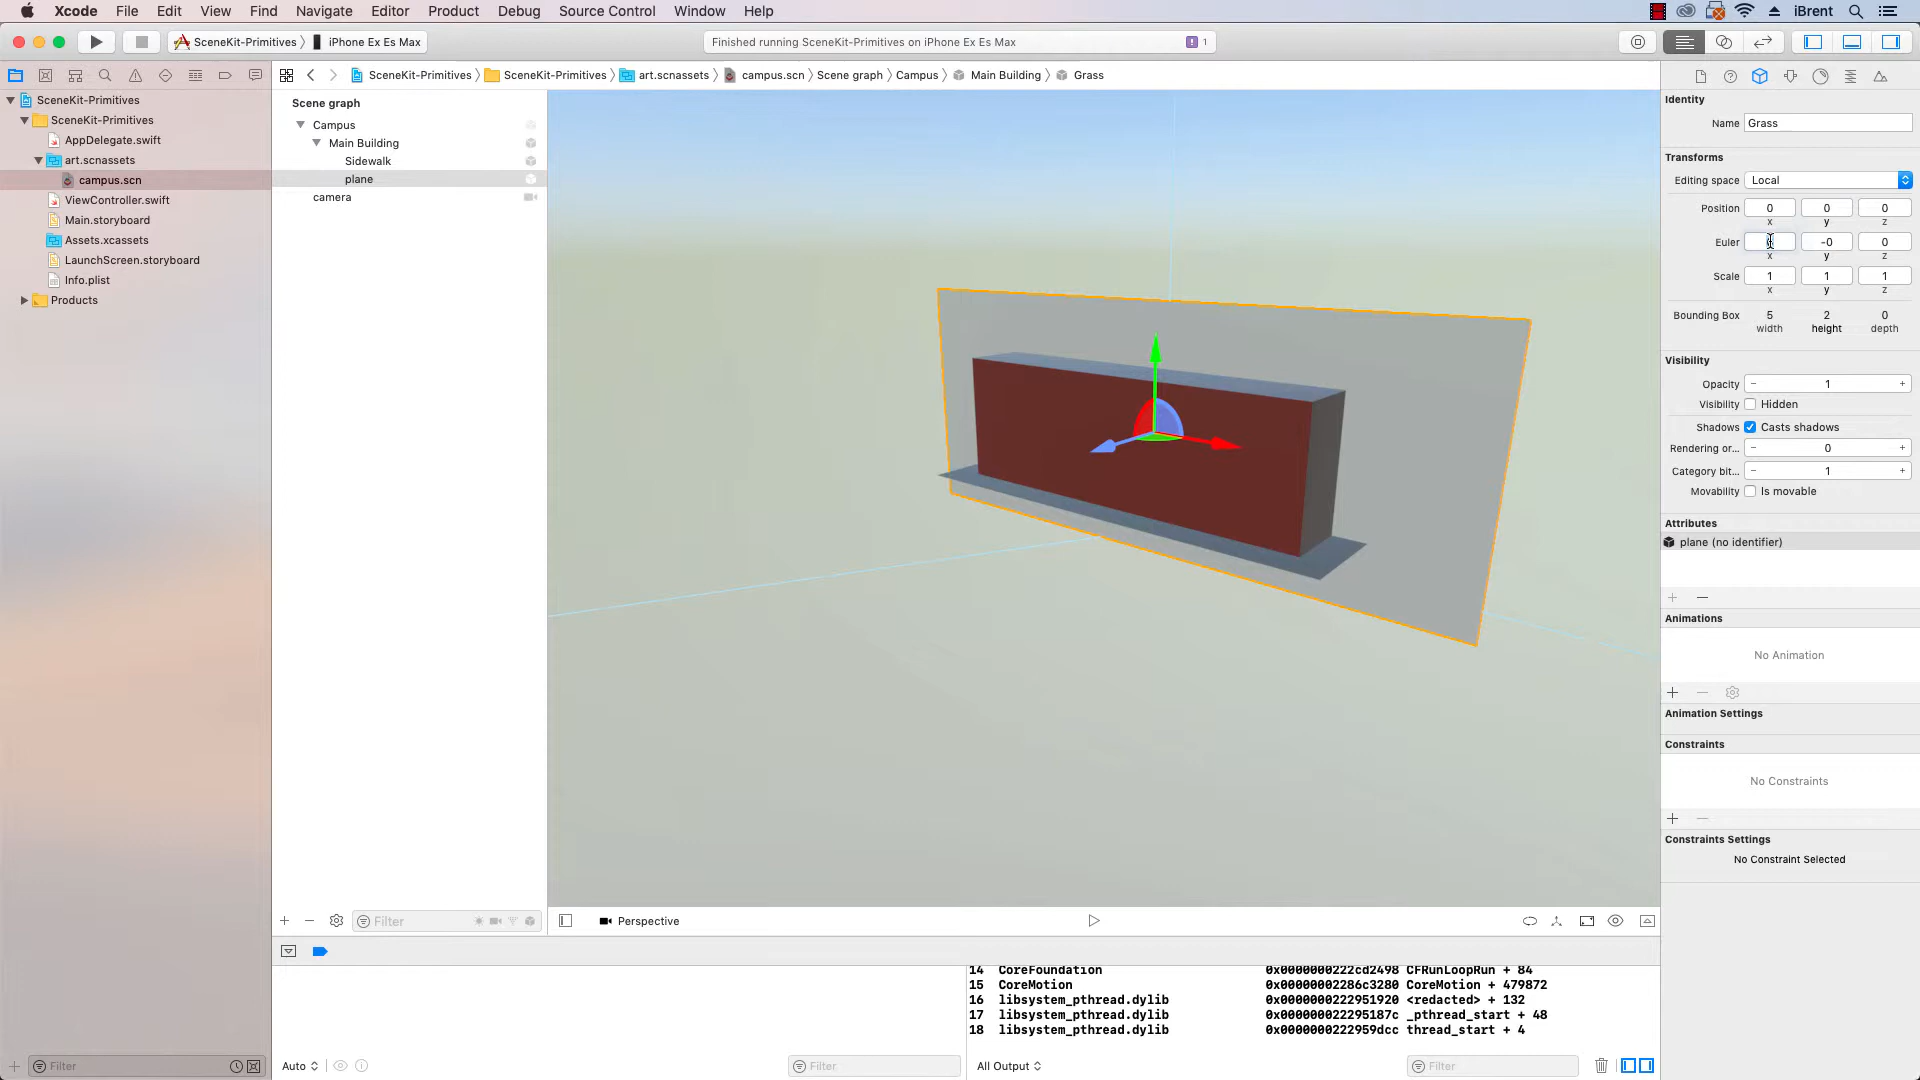 Xcode File Edit View Find Navigate Editor Product Debug Source Control Window Help iBrent
SceneKit-Primitives iPhone Ex Es Max Finished running SceneKit-Primitives on iPhone Ex Es Max 1
SceneKit-Primitives SceneKit-Primitives art.scnassets campus.scn Scene graph Campus Main Building Grass
SceneKit-Primitives
SceneKit-Primitives
AppDelegate.swift
art.scnassets
campus.scn
ViewController.swift
Main.storyboard
Assets.xcassets
LaunchScreen.storyboard
Info.plist
Products
Filter
Scene graph
Campus
Main Building
Sidewalk
plane
camera
Filter
Perspective
Identity
Name Grass
Transforms
Editing space Local
Position 0 0 0
x y z
Euler -0 0
x y z
Scale 1 1 1
x y z
Bounding Box 5 2 0
width height depth
Visibility
Opacity − 1 +
Visibility Hidden
Shadows Casts shadows
Rendering or... − 0 +
Category bit... − 1 +
Movability Is movable
Attributes
plane (no identifier)
Animations
No Animation
Animation Settings
Constraints
No Constraints
Constraints Settings
No Constraint Selected
14 CoreFoundation 0x0000000222cd2498 CFRunLoopRun + 84
15 CoreMotion 0x00000002286c3280 CoreMotion + 479872
16 libsystem_pthread.dylib 0x0000000222951920 <redacted> + 132
17 libsystem_pthread.dylib 0x000000022295187c _pthread_start + 48
18 libsystem_pthread.dylib 0x0000000222959dcc thread_start + 4
Auto Filter All Output Filter